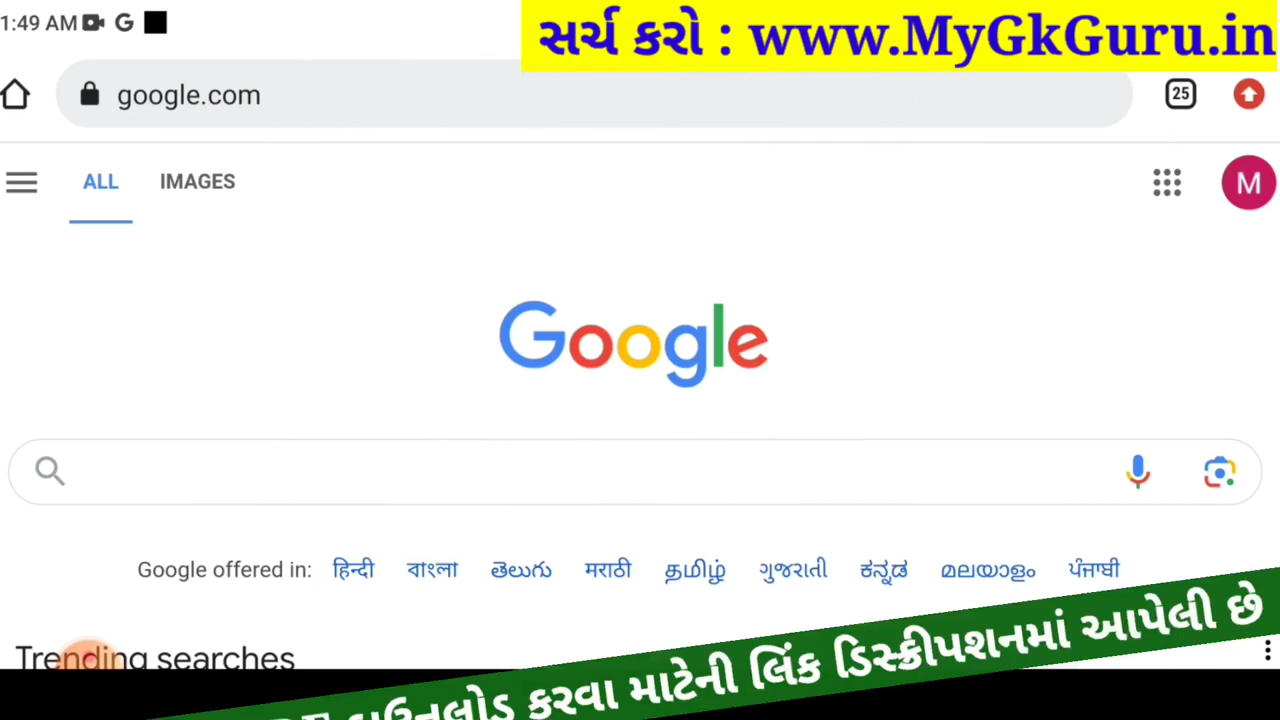 1:49 AM
સર્ચ કરો : www.MyGkGuru.in
google.com
25
ALL IMAGES
M
Google
Google offered in: हिन्दी বাংলা తెలుగు मराठी தமிழ் ગુજરાતી ಕನ್ನಡ മലയാളം ਪੰਜਾਬੀ
Trending searches
ડાઉનલોડ કરવા માટેની લિંક ડિસ્ક્રીપશનમાં આપેલી છે